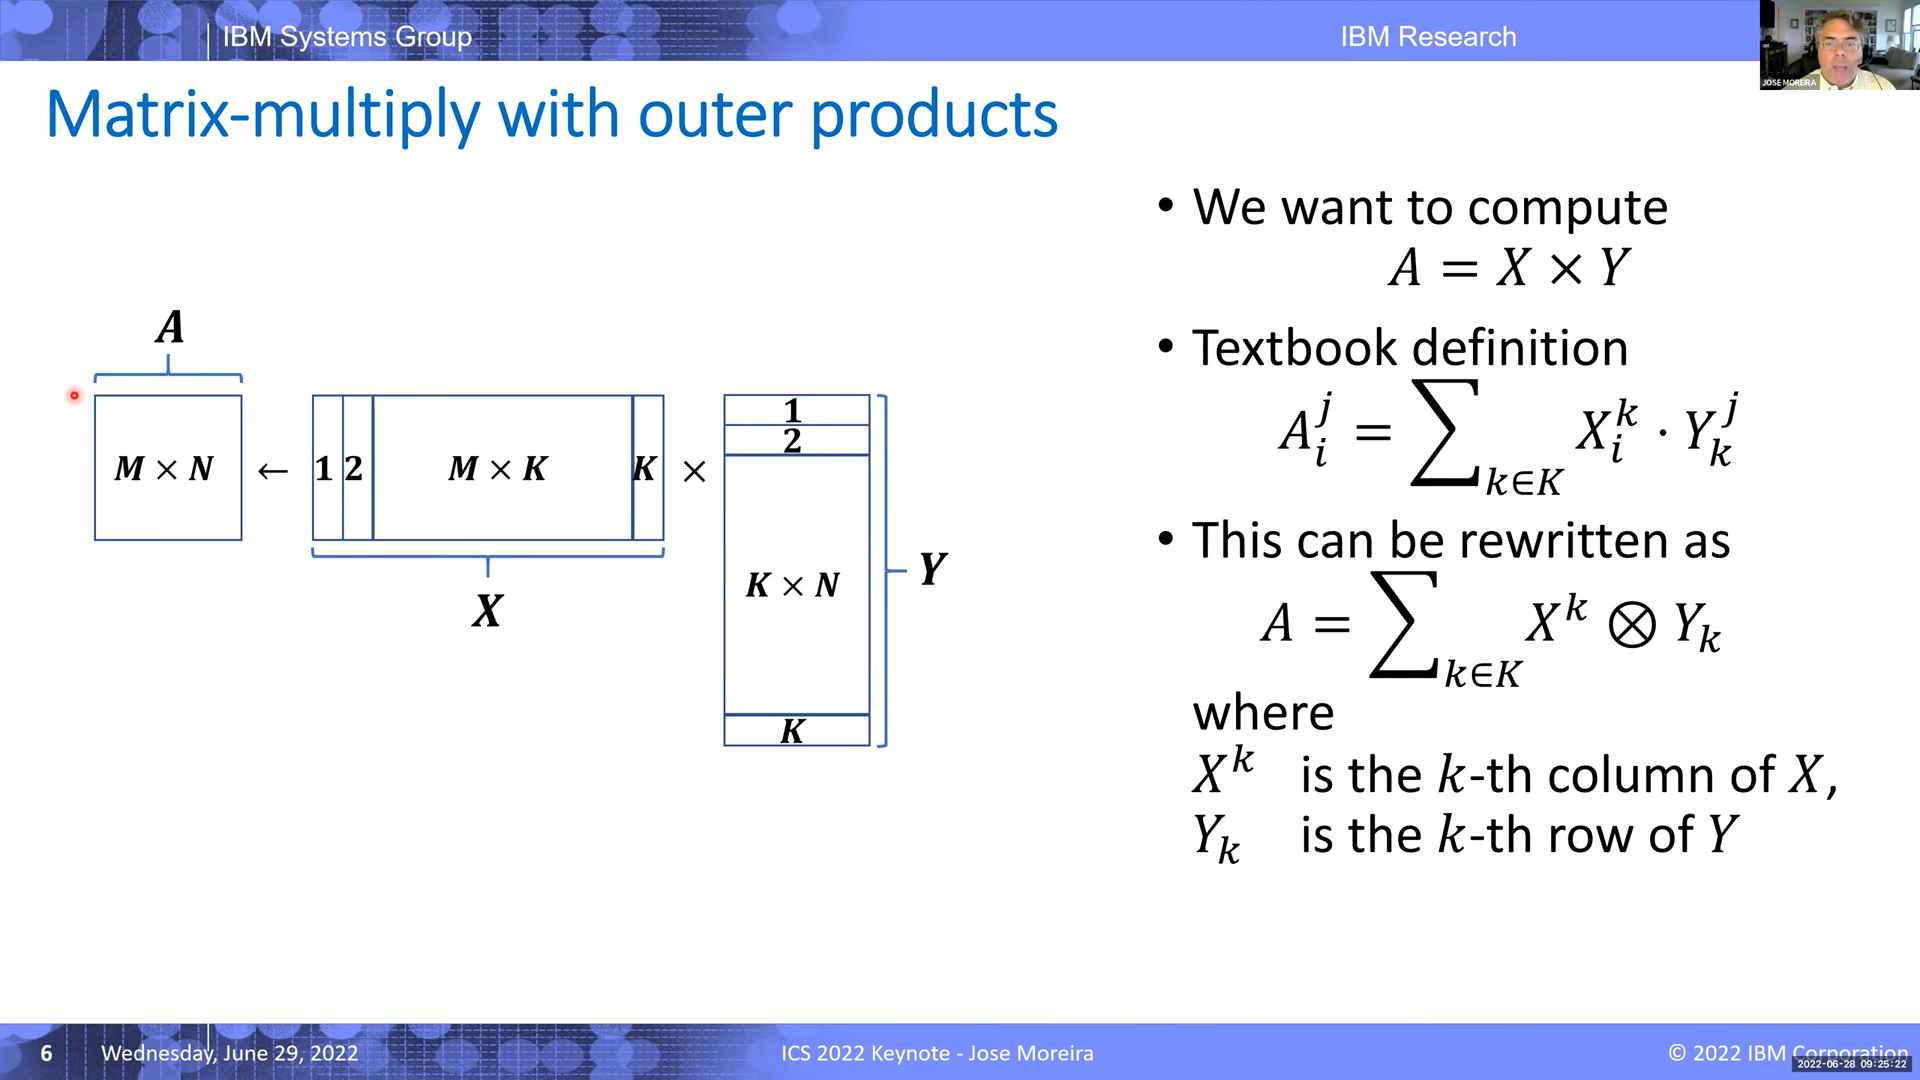 IBM Systems Group
IBM Research
JOSE MOREIRA
Matrix-multiply with outer products
A
M × N ← 1 2 M × K K ×
X
1
2
K × N
K
Y
• We want to compute
A = X × Y
• Textbook definition
A_i^j = ∑_{k∈K} X_i^k · Y_k^j
• This can be rewritten as
A = ∑_{k∈K} X^k ⊗ Y_k
where
X^k is the k-th column of X,
Y_k is the k-th row of Y
6 Wednesday, June 29, 2022
ICS 2022 Keynote - Jose Moreira
© 2022 IBM Corporation
2022-06-28 09:25:22